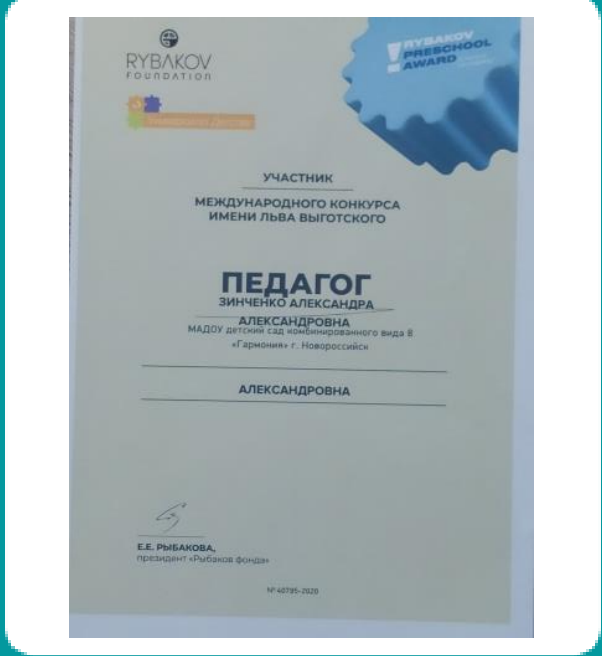 RYBAKOV
FOUNDATION
RYBAKOV
PRESCHOOL
AWARD
УЧАСТНИК
МЕЖДУНАРОДНОГО КОНКУРСА
ИМЕНИ ЛЬВА ВЫГОТСКОГО
ПЕДАГОГ
ЗИНЧЕНКО АЛЕКСАНДРА
АЛЕКСАНДРОВНА
МАДОУ детский сад комбинированного вида 8
«Гармония» г. Новороссийск
АЛЕКСАНДРОВНА
Е.Е. РЫБАКОВА,
президент «Рыбаков фонда»
№ 40795-2020